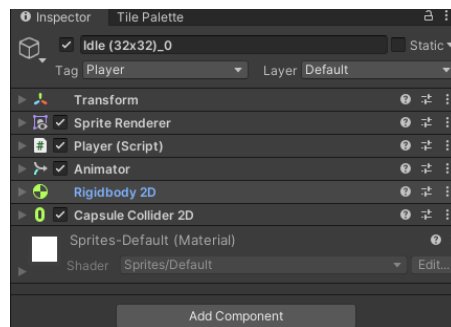 Inspector Tile Palette
Idle (32x32)_0 Static
Tag Player Layer Default
Transform
Sprite Renderer
Player (Script)
Animator
Rigidbody 2D
Capsule Collider 2D
Sprites-Default (Material)
Shader Sprites/Default Edit...
Add Component